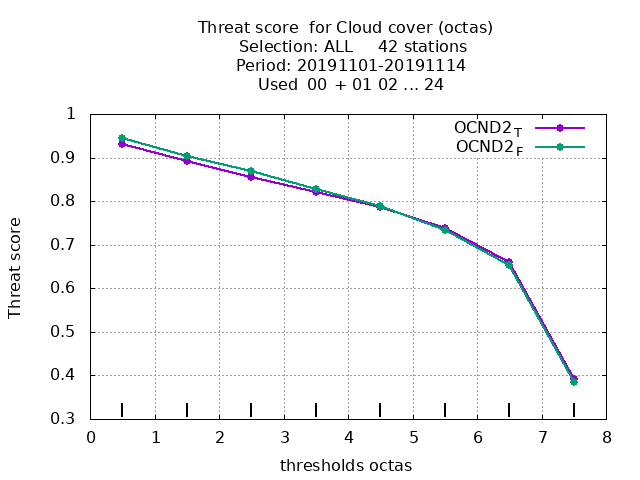 Threat score  for Cloud cover (octas)
Selection: ALL     42 stations
Period: 20191101-20191114
Used  00  + 01 02 ... 24
OCND2T
OCND2F
1
0.9
0.8
0.7
0.6
0.5
0.4
0.3
Threat score
0 1 2 3 4 5 6 7 8
thresholds octas